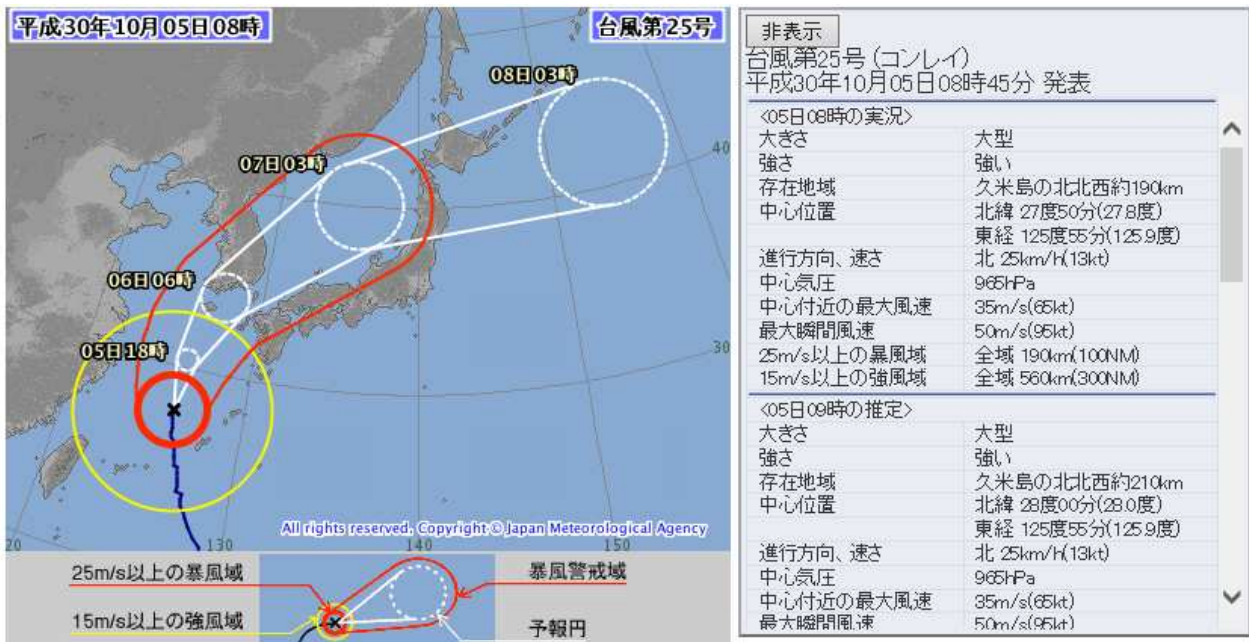 平成30年10月05日08時
台風第25号
08日03時
07日03時
06日06時
05日18時
40
30
20
130
140
150
All rights reserved. Copyright © Japan Meteorological Agency
25m/s以上の暴風域
15m/s以上の強風域
暴風警戒域
予報円
非表示
台風第25号 (コンレイ)
平成30年10月05日08時45分 発表
<05日08時の実況>
大きさ 大型
強さ 強い
存在地域 久米島の北北西約190km
中心位置 北緯 27度50分(27.8度)
東経 125度55分(125.9度)
進行方向、速さ 北 25km/h(13kt)
中心気圧 965hPa
中心付近の最大風速 35m/s(65kt)
最大瞬間風速 50m/s(95kt)
25m/s以上の暴風域 全域 190km(100NM)
15m/s以上の強風域 全域 560km(300NM)
<05日09時の推定>
大きさ 大型
強さ 強い
存在地域 久米島の北北西約210km
中心位置 北緯 28度00分(28.0度)
東経 125度55分(125.9度)
進行方向、速さ 北 25km/h(13kt)
中心気圧 965hPa
中心付近の最大風速 35m/s(65kt)
最大瞬間風速 50m/s(95kt)